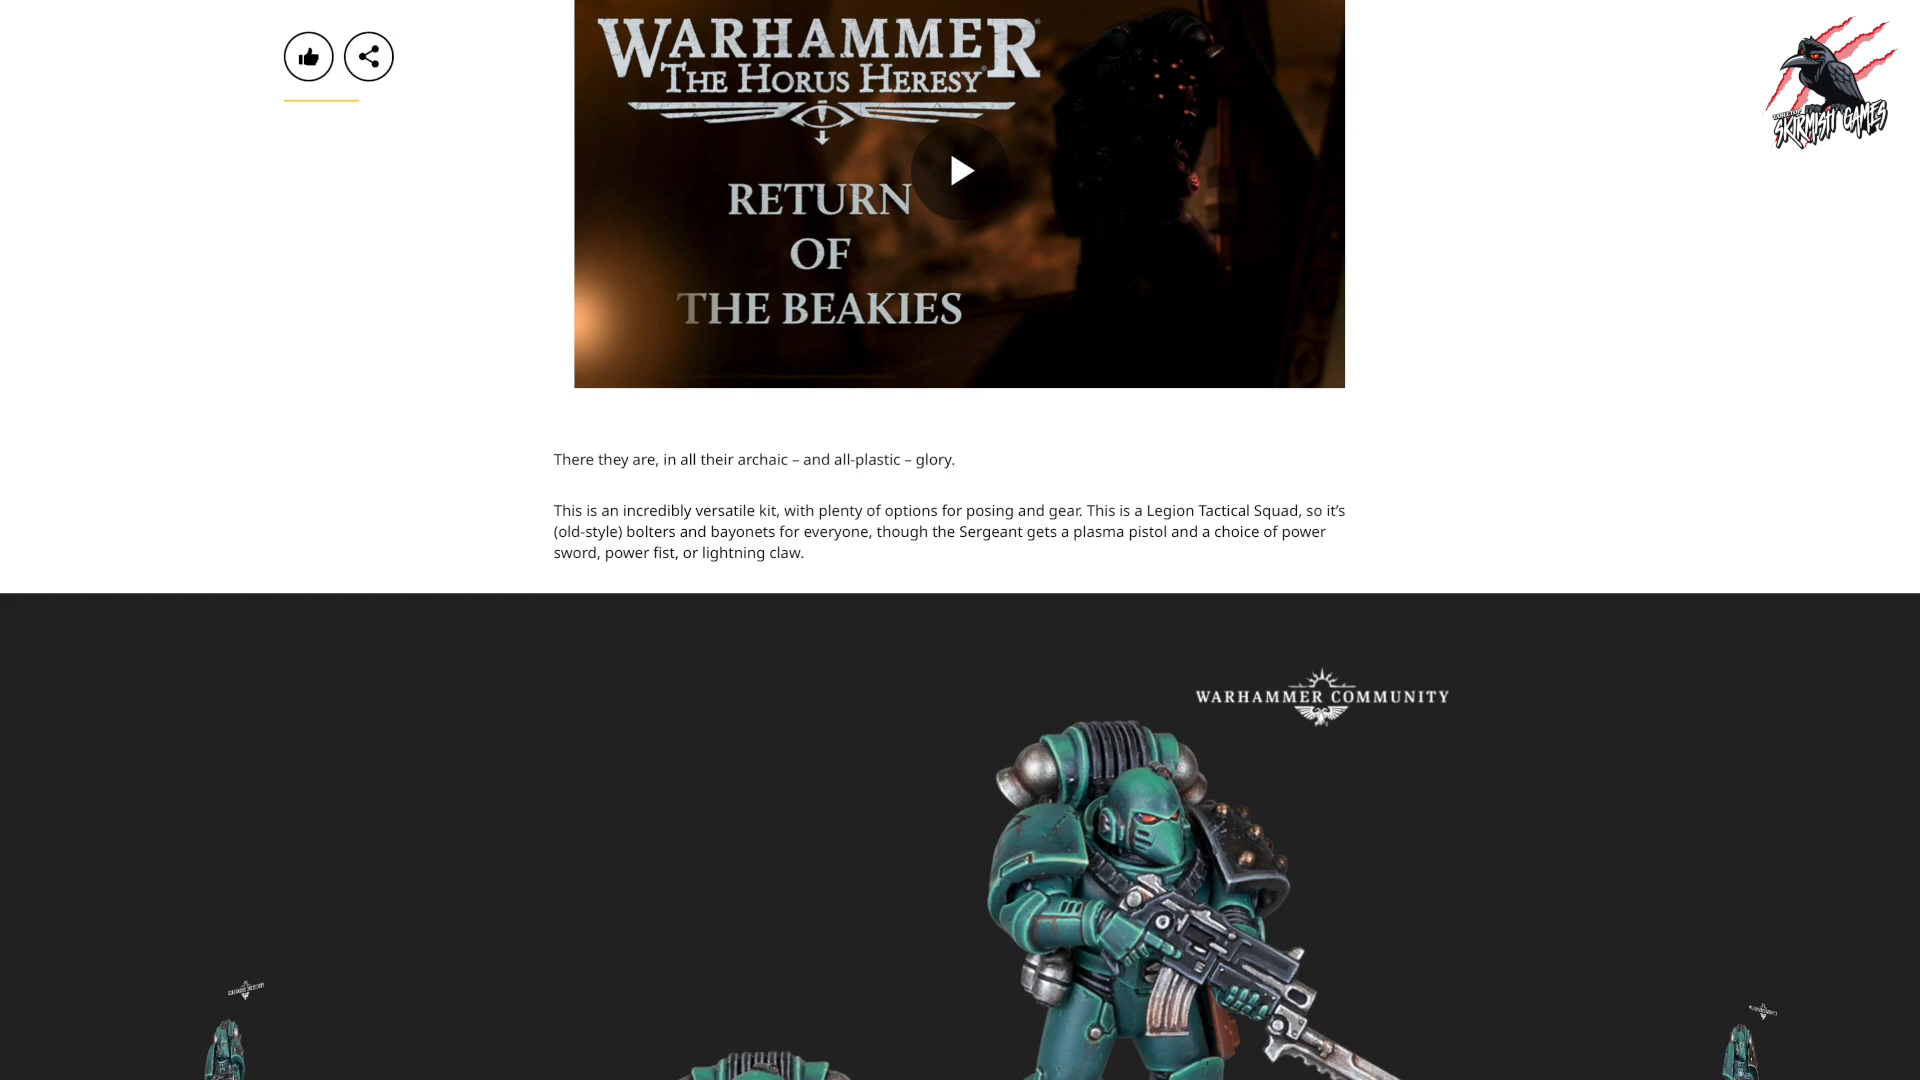 WARHAMMER
THE HORUS HERESY
RETURN
OF
THE BEAKIES
SKIRMISH GAMES
There they are, in all their archaic – and all-plastic – glory.
This is an incredibly versatile kit, with plenty of options for posing and gear. This is a Legion Tactical Squad, so it’s
(old-style) bolters and bayonets for everyone, though the Sergeant gets a plasma pistol and a choice of power
sword, power fist, or lightning claw.
WARHAMMER COMMUNITY